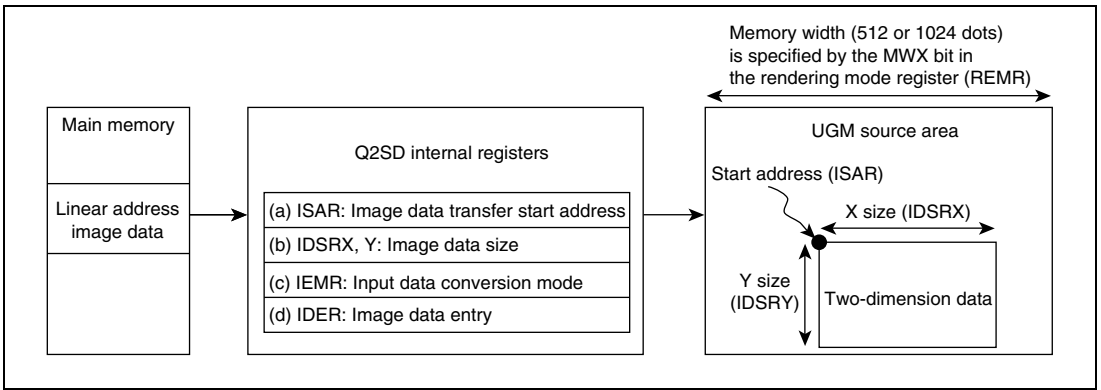 Memory width (512 or 1024 dots)
is specified by the MWX bit in
the rendering mode register (REMR)
Main memory
Linear address
image data
Q2SD internal registers
(a) ISAR: Image data transfer start address
(b) IDSRX, Y: Image data size
(c) IEMR: Input data conversion mode
(d) IDER: Image data entry
UGM source area
Start address (ISAR)
X size (IDSRX)
Y size
(IDSRY)
Two-dimension data